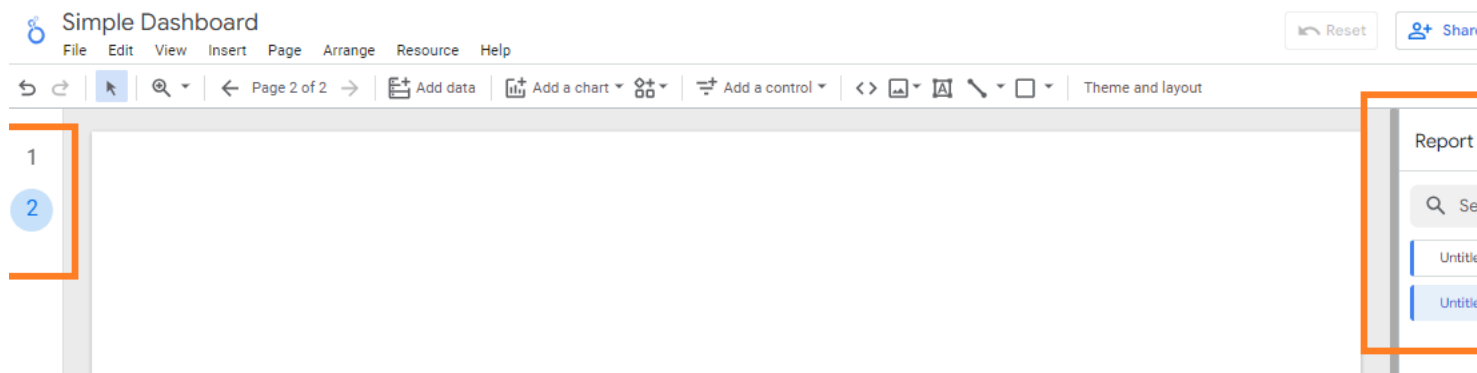 Simple Dashboard
File Edit View Insert Page Arrange Resource Help
Reset
Page 2 of 2
Add data
Add a chart
Add a control
Theme and layout
1
2
Report